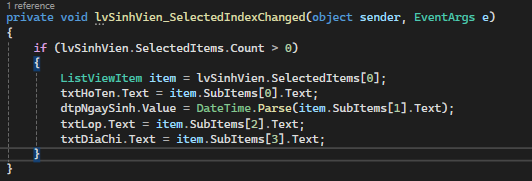 1 reference
private void lvSinhVien_SelectedIndexChanged(object sender, EventArgs e)
{
if (lvSinhVien.SelectedItems.Count > 0)
{
ListViewItem item = lvSinhVien.SelectedItems[0];
txtHoTen.Text = item.SubItems[0].Text;
dtpNgaySinh.Value = DateTime.Parse(item.SubItems[1].Text);
txtLop.Text = item.SubItems[2].Text;
txtDiaChi.Text = item.SubItems[3].Text;
}
}